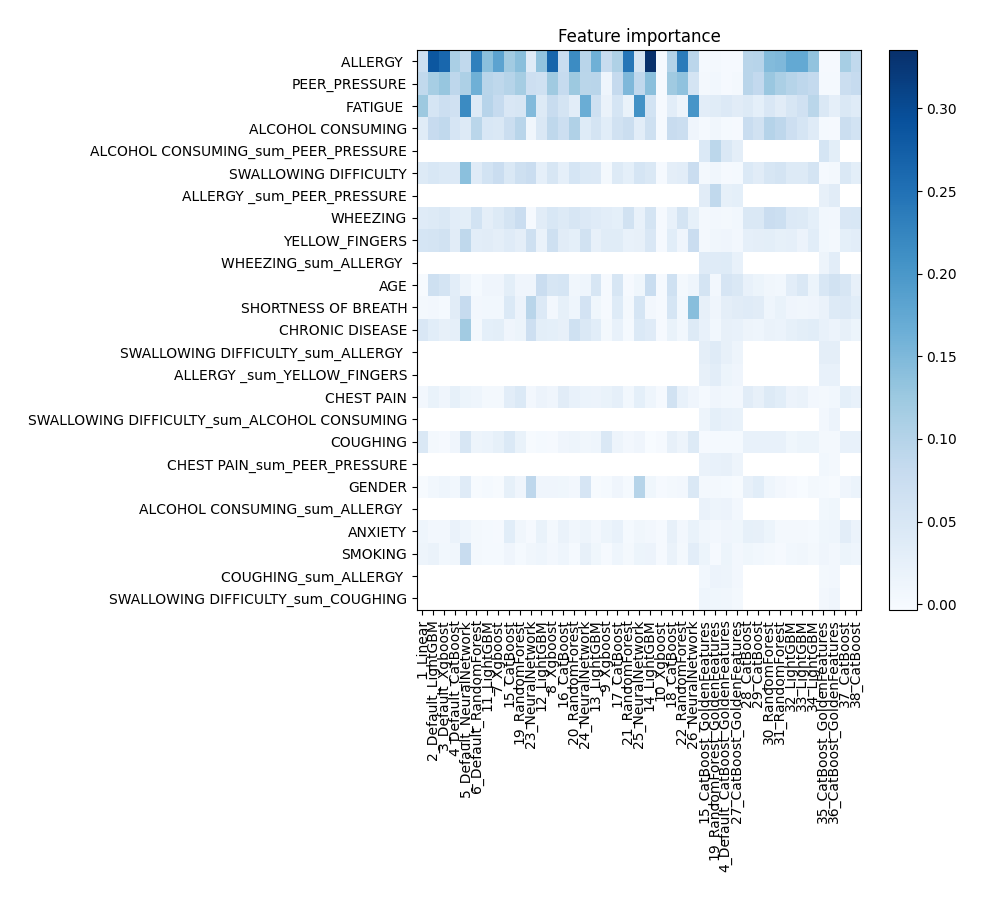 Feature importance
ALLERGY
PEER_PRESSURE
FATIGUE
ALCOHOL CONSUMING
ALCOHOL CONSUMING_sum_PEER_PRESSURE
SWALLOWING DIFFICULTY
ALLERGY _sum_PEER_PRESSURE
WHEEZING
YELLOW_FINGERS
WHEEZING_sum_ALLERGY
AGE
SHORTNESS OF BREATH
CHRONIC DISEASE
SWALLOWING DIFFICULTY_sum_ALLERGY
ALLERGY _sum_YELLOW_FINGERS
CHEST PAIN
SWALLOWING DIFFICULTY_sum_ALCOHOL CONSUMING
COUGHING
CHEST PAIN_sum_PEER_PRESSURE
GENDER
ALCOHOL CONSUMING_sum_ALLERGY
ANXIETY
SMOKING
COUGHING_sum_ALLERGY
SWALLOWING DIFFICULTY_sum_COUGHING
1_Linear
2_Default_LightGBM
3_Default_Xgboost
4_Default_CatBoost
5_Default_NeuralNetwork
6_Default_RandomForest
11_LightGBM
7_Xgboost
15_CatBoost
19_RandomForest
23_NeuralNetwork
12_LightGBM
8_Xgboost
16_CatBoost
20_RandomForest
24_NeuralNetwork
13_LightGBM
9_Xgboost
17_CatBoost
21_RandomForest
25_NeuralNetwork
14_LightGBM
10_Xgboost
18_CatBoost
22_RandomForest
26_NeuralNetwork
15_CatBoost_GoldenFeatures
19_RandomForest_GoldenFeatures
4_Default_CatBoost_GoldenFeatures
27_CatBoost_GoldenFeatures
28_CatBoost
29_CatBoost
30_RandomForest
31_RandomForest
32_LightGBM
33_LightGBM
34_LightGBM
35_CatBoost_GoldenFeatures
36_CatBoost_GoldenFeatures
37_CatBoost
38_CatBoost
0.30
0.25
0.20
0.15
0.10
0.05
0.00